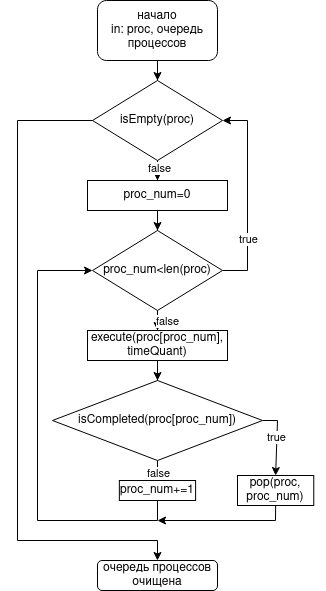 начало
in: proc, очередь
процессов
isEmpty(proc)
false
proc_num=0
true
proc_num<len(proc)
false
execute(proc[proc_num],
timeQuant)
isCompleted(proc[proc_num])
true
false
proc_num+=1
pop(proc,
proc_num)
очередь процессов
очищена